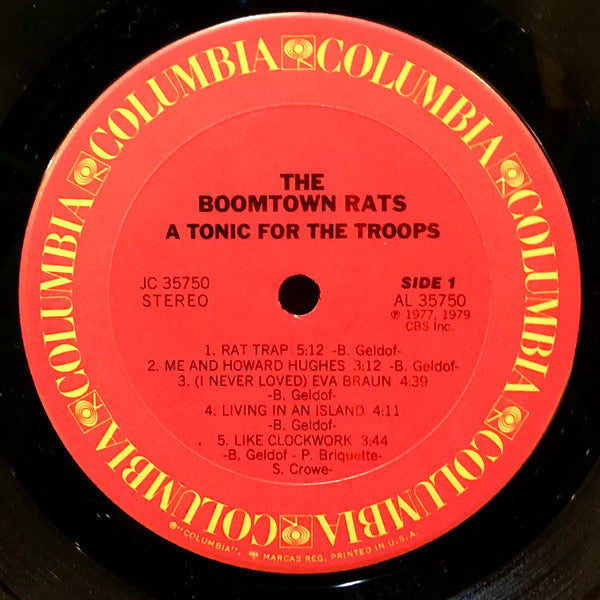 COLUMBIA COLUMBIA COLUMBIA COLUMBIA COLUMBIA COLUMBIA COLUMBIA COLUMBIA
THE
BOOMTOWN RATS
A TONIC FOR THE TROOPS
JC 35750
STEREO
SIDE 1
AL 35750
℗ 1977, 1979
CBS Inc.
1. RAT TRAP 5:12 -B. Geldof-
2. ME AND HOWARD HUGHES 3:12 -B. Geldof-
3. (I NEVER LOVED) EVA BRAUN 4:39
-B. Geldof-
4. LIVING IN AN ISLAND 4:11
-B. Geldof-
5. LIKE CLOCKWORK 3:44
-B. Geldof - P. Briquette-
S. Crowe-
®"COLUMBIA", MARCAS REG. PRINTED IN U.S.A.